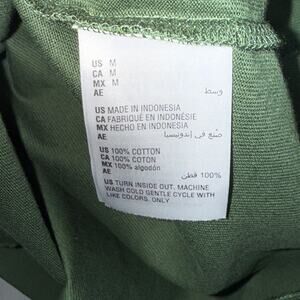 US M
CA M
MX M
AE وسط
US MADE IN INDONESIA
CA FABRIQUÉ EN INDONÉSIE
MX HECHO EN INDONESIA
AE صنع في إندونيسيا
US 100% COTTON
CA 100% COTON
MX 100% algodón
AE 100% قطن
US TURN INSIDE OUT. MACHINE
WASH COLD GENTLE CYCLE WITH
LIKE COLORS. ONLY